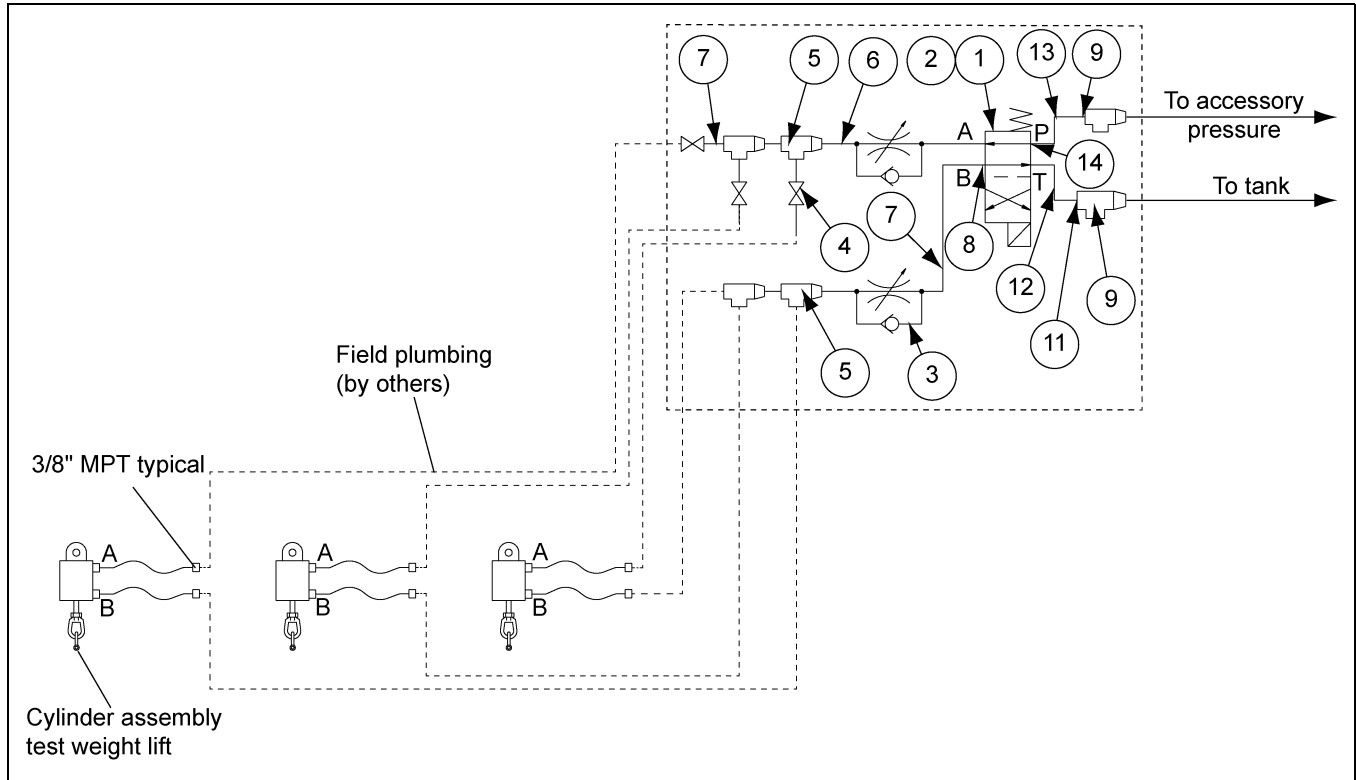 7
5
6
2
1
13
9
To accessory
pressure
A
P
14
B
T
To tank
7
4
8
12
9
11
5
3
Field plumbing
(by others)
3/8" MPT typical
A
B
A
B
A
B
Cylinder assembly
test weight lift